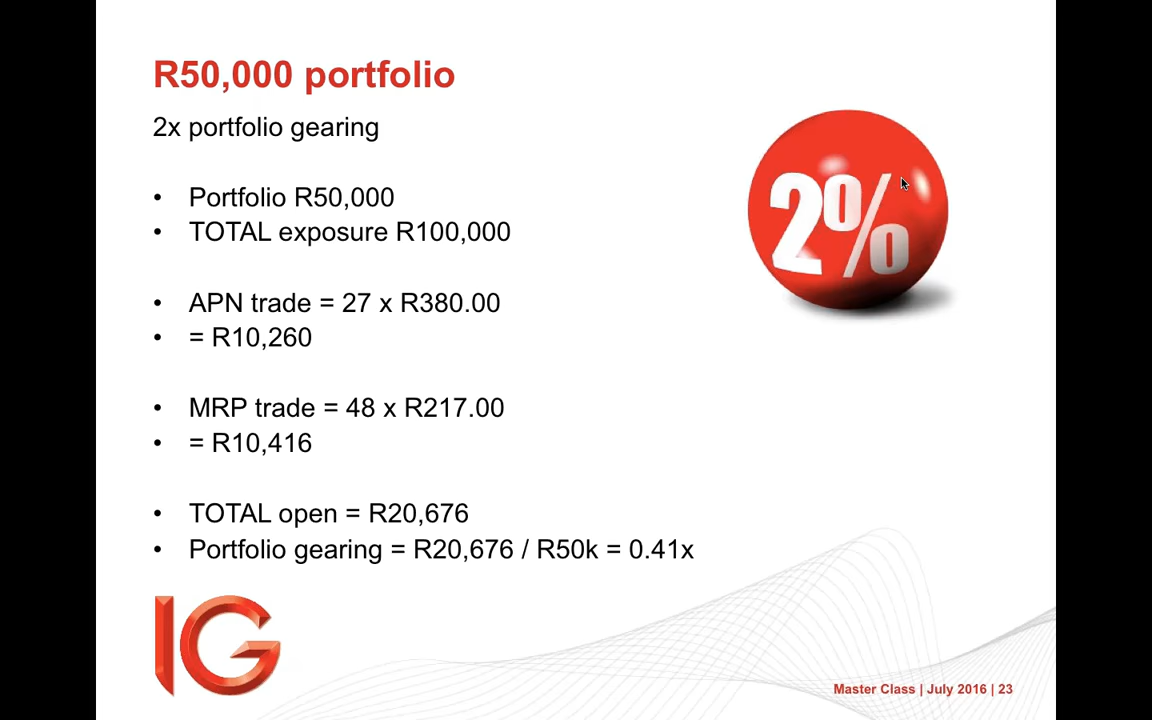 R50,000 portfolio
2x portfolio gearing
• Portfolio R50,000
• TOTAL exposure R100,000
• APN trade = 27 x R380.00
• = R10,260
• MRP trade = 48 x R217.00
• = R10,416
• TOTAL open = R20,676
• Portfolio gearing = R20,676 / R50k = 0.41x
2%
IG
Master Class | July 2016 | 23